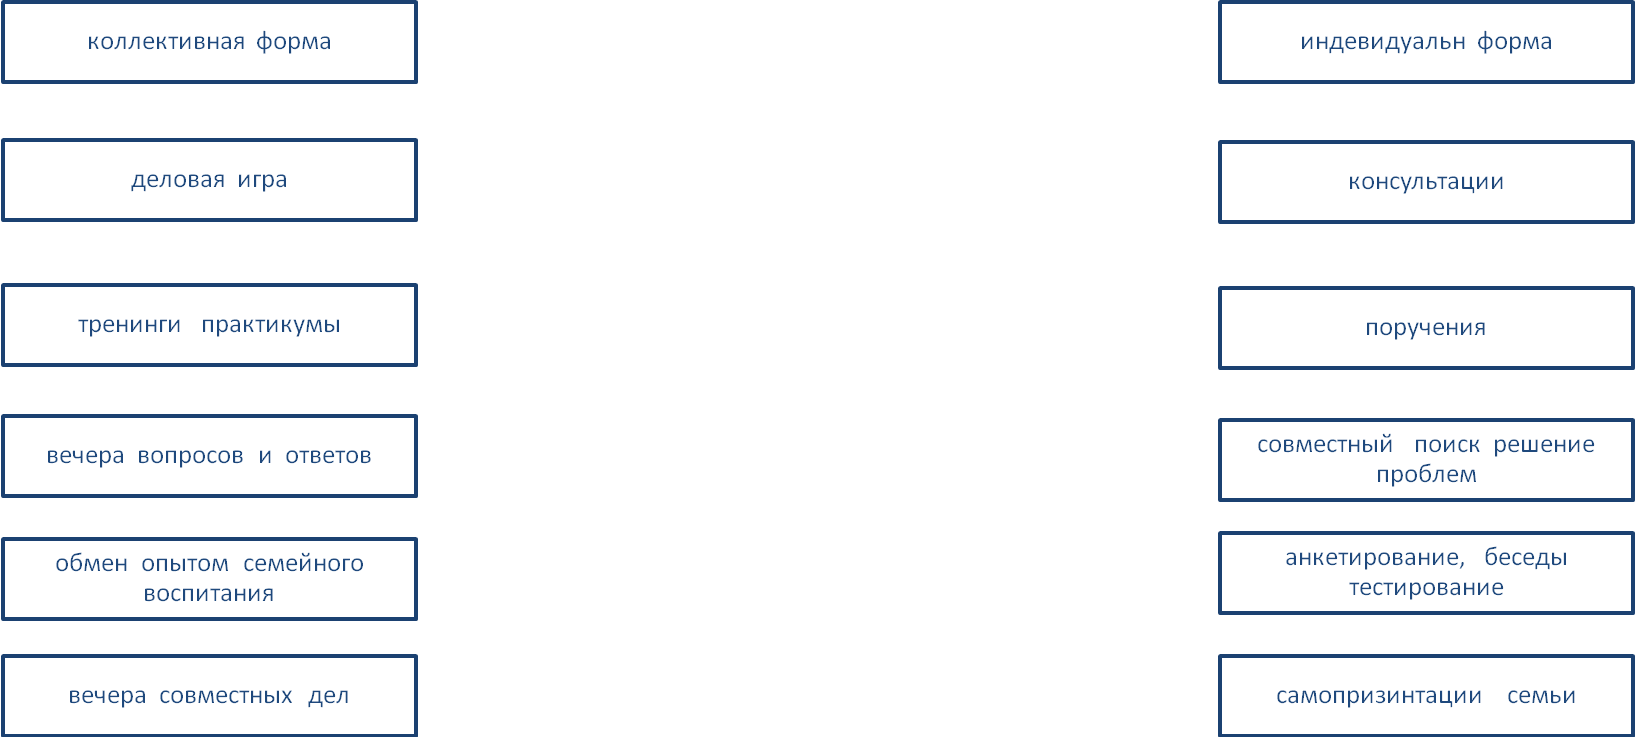 коллективная форма
индевидуальн форма
деловая игра
консультации
тренинги практикумы
поручения
вечера вопросов и ответов
совместный поиск решение
проблем
обмен опытом семейного
воспитания
анкетирование, беседы
тестирование
вечера совместных дел
самопризинтации семьи